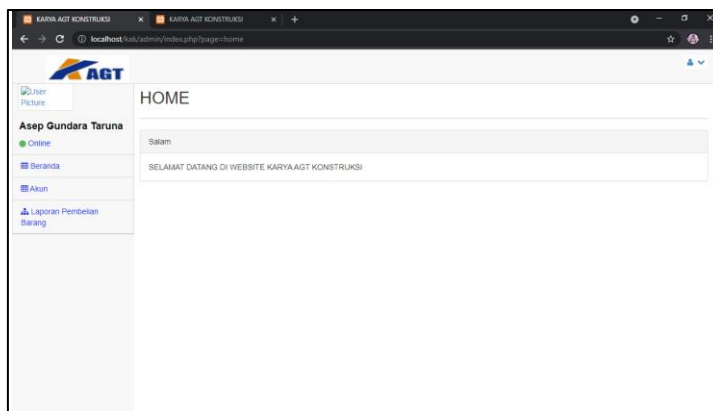 KARYA AGT KONSTRUKSI
KARYA AGT KONSTRUKSI
localhost/kak/admin/index.php?page=home
AGT
User Picture
HOME
Asep Gundara Taruna
Online
Salam
SELAMAT DATANG DI WEBSITE KARYA AGT KONSTRUKSI
Beranda
Akun
Laporan Pembelian
Barang